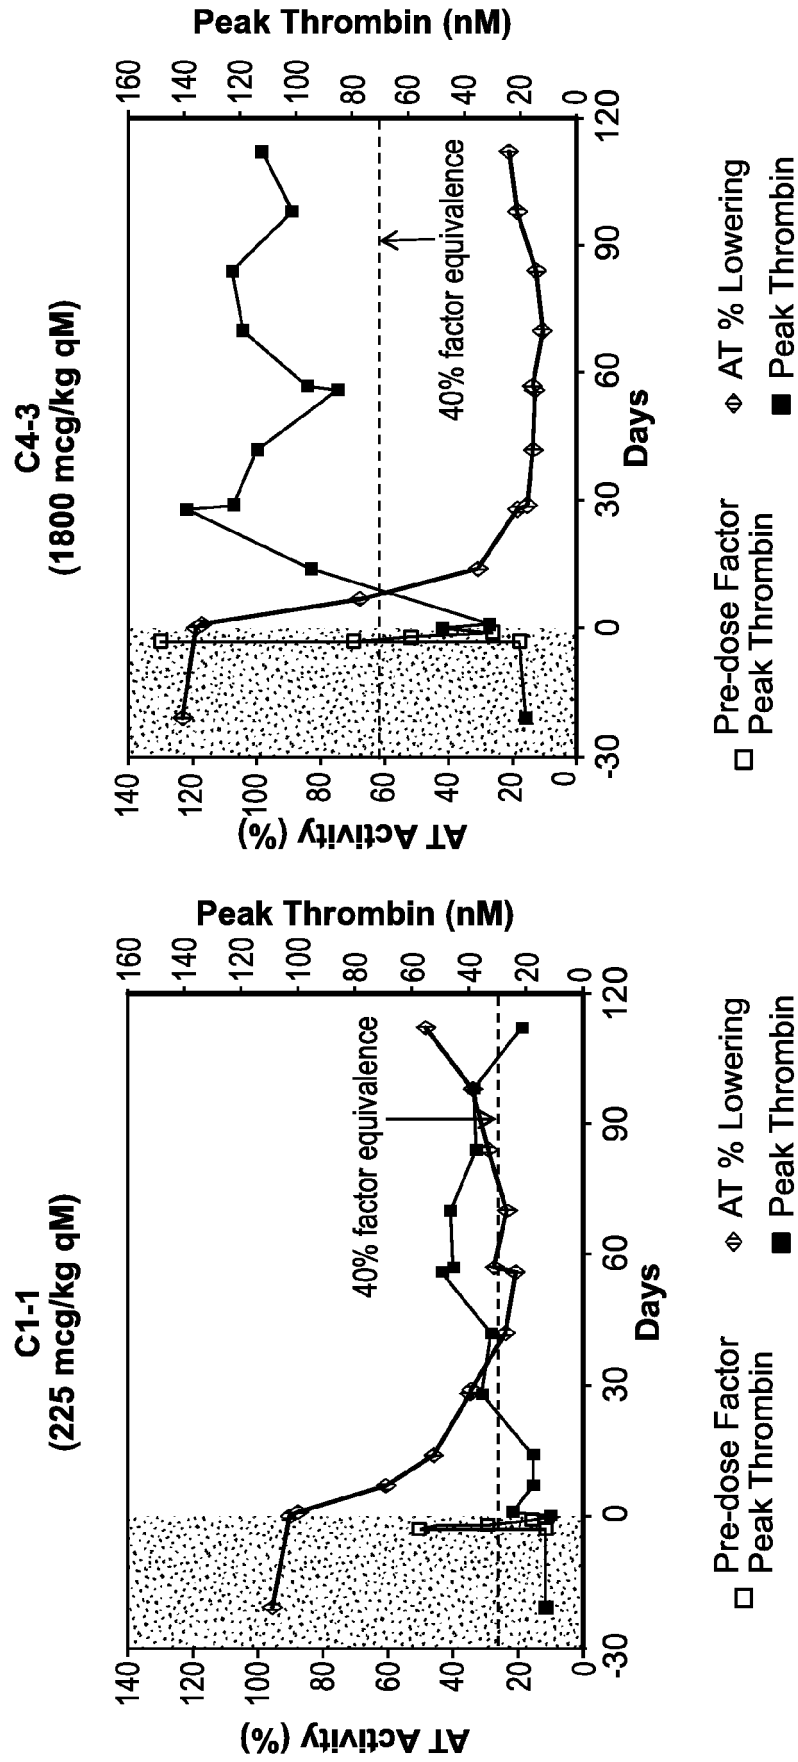 C1-1
(225 mcg/kg qM)
AT Activity (%)
140
120
100
80
60
40
20
0
Peak Thrombin (nM)
160
140
120
100
80
60
40
20
0
40% factor equivalence
-30
0
30
60
90
120
Days
Pre-dose Factor
Peak Thrombin
AT % Lowering
Peak Thrombin
C4-3
(1800 mcg/kg qM)
AT Activity (%)
140
120
100
80
60
40
20
0
Peak Thrombin (nM)
160
140
120
100
80
60
40
20
0
40% factor equivalence
-30
0
30
60
90
120
Days
Pre-dose Factor
Peak Thrombin
AT % Lowering
Peak Thrombin